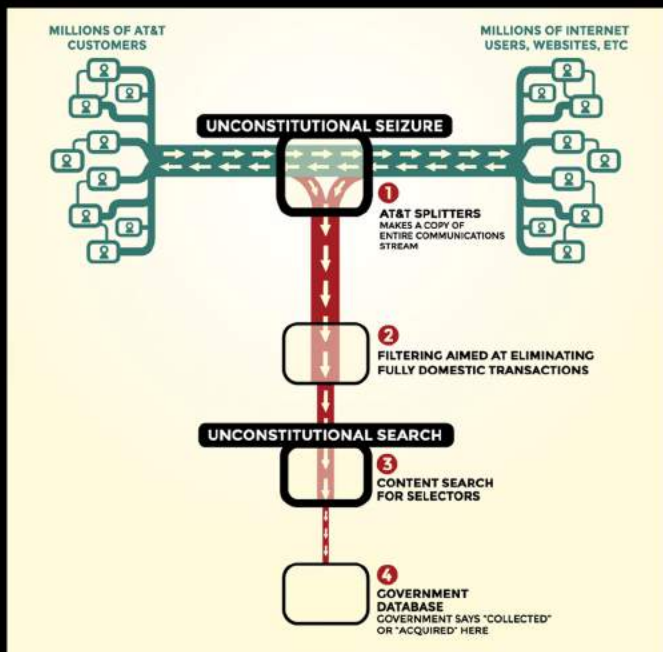 MILLIONS OF AT&T
CUSTOMERS
MILLIONS OF INTERNET
USERS, WEBSITES, ETC
UNCONSTITUTIONAL SEIZURE
1
AT&T SPLITTERS
MAKES A COPY OF
ENTIRE COMMUNICATIONS
STREAM
2
FILTERING AIMED AT ELIMINATING
FULLY DOMESTIC TRANSACTIONS
UNCONSTITUTIONAL SEARCH
3
CONTENT SEARCH
FOR SELECTORS
4
GOVERNMENT
DATABASE
GOVERNMENT SAYS "COLLECTED"
OR "ACQUIRED" HERE